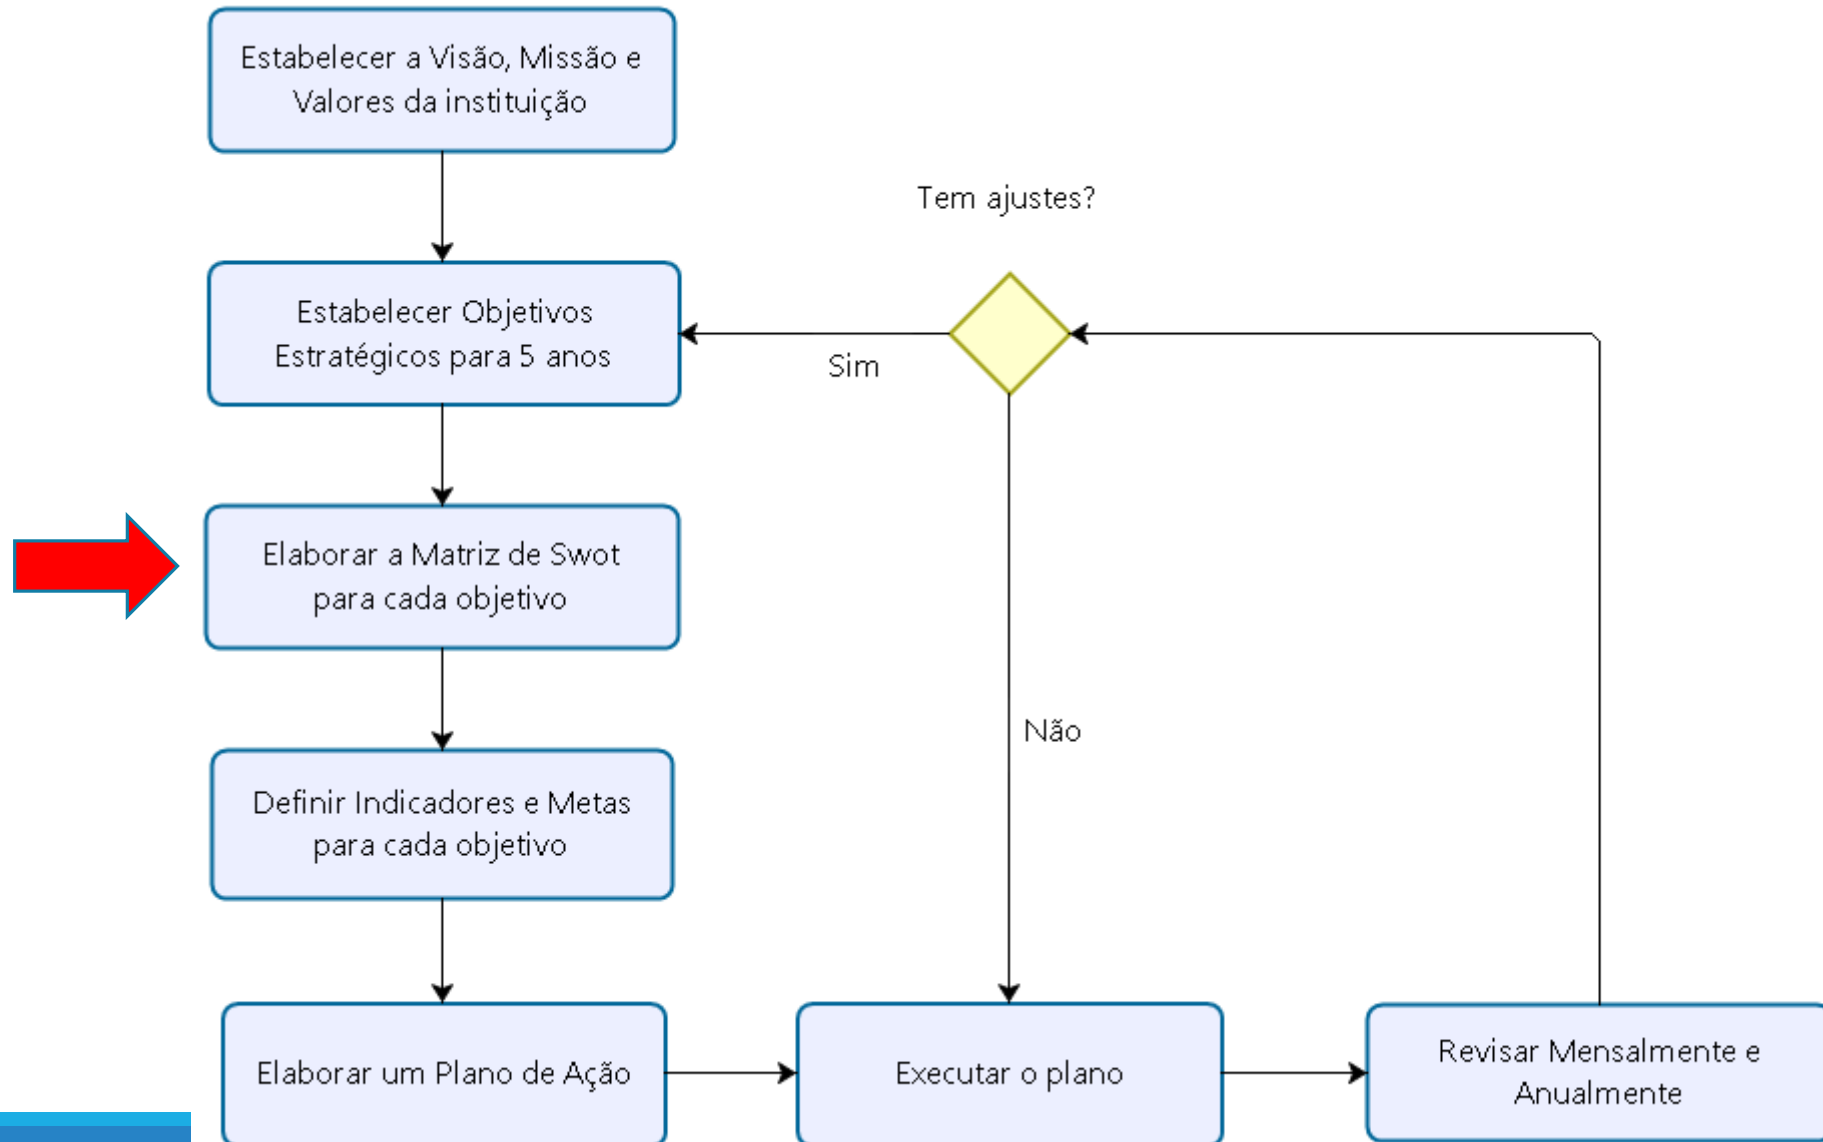 Estabelecer a Visão, Missão e
Valores da instituição
Tem ajustes?
Estabelecer Objetivos
Estratégicos para 5 anos
Sim
Elaborar a Matriz de Swot
para cada objetivo
Não
Definir Indicadores e Metas
para cada objetivo
Elaborar um Plano de Ação
Executar o plano
Revisar Mensalmente e
Anualmente